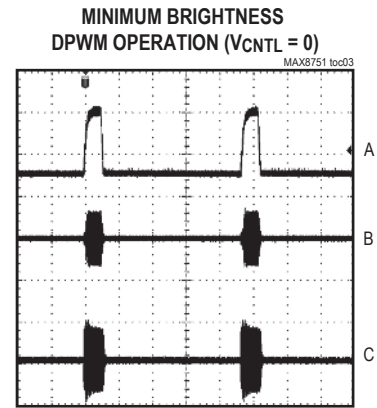 MINIMUM BRIGHTNESS
DPWM OPERATION (VCNTL = 0)
MAX8751 toc03
A
B
C